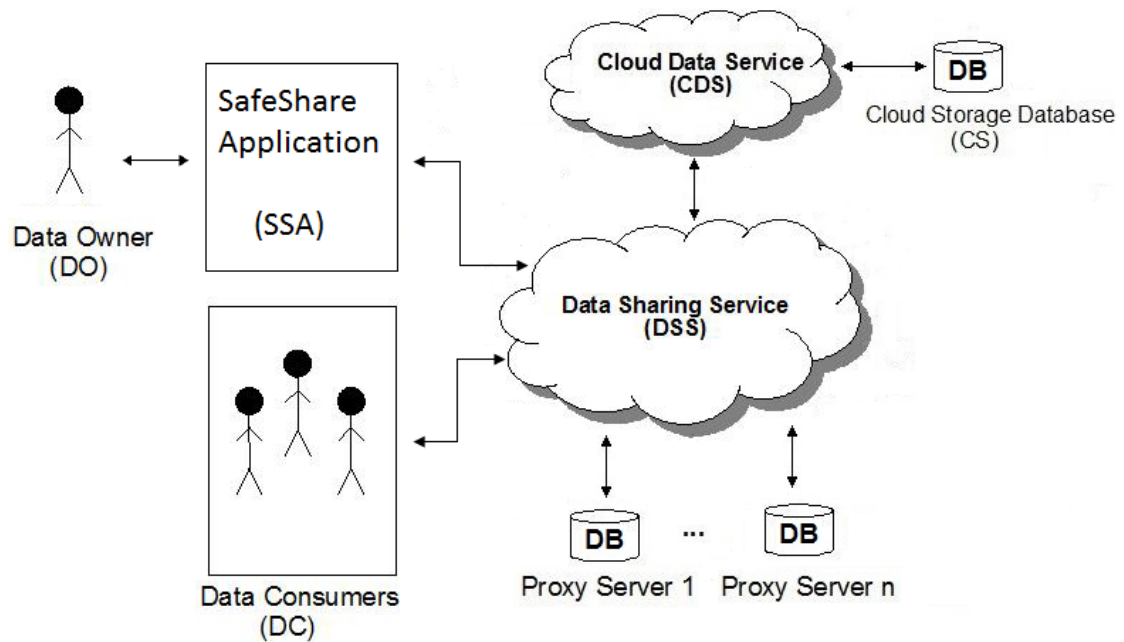 SafeShare
Application
(SSA)
Data Owner
(DO)
Cloud Data Service
(CDS)
DB
Cloud Storage Database
(CS)
Data Sharing Service
(DSS)
Data Consumers
(DC)
DB
...
DB
Proxy Server 1
Proxy Server n